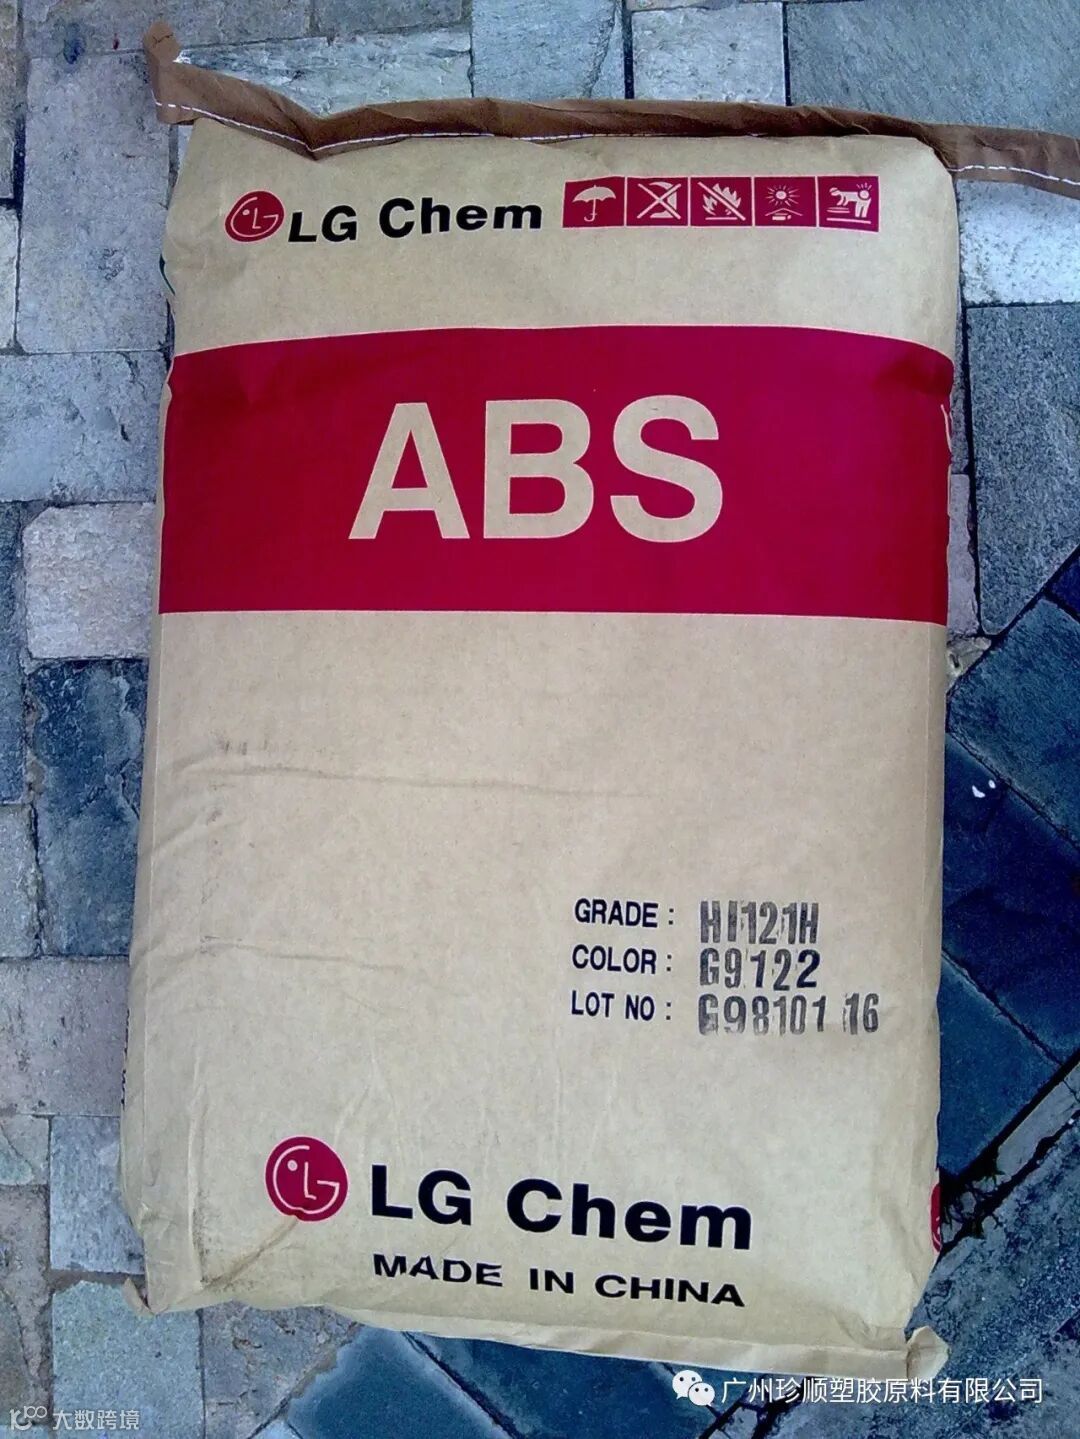 LG Chem
ABS
GRADE : HI121H
COLOR : G9122
LOT NO : G98101 16
LG Chem
MADE IN CHINA
广州珍顺塑胶原料有限公司
大数跨境